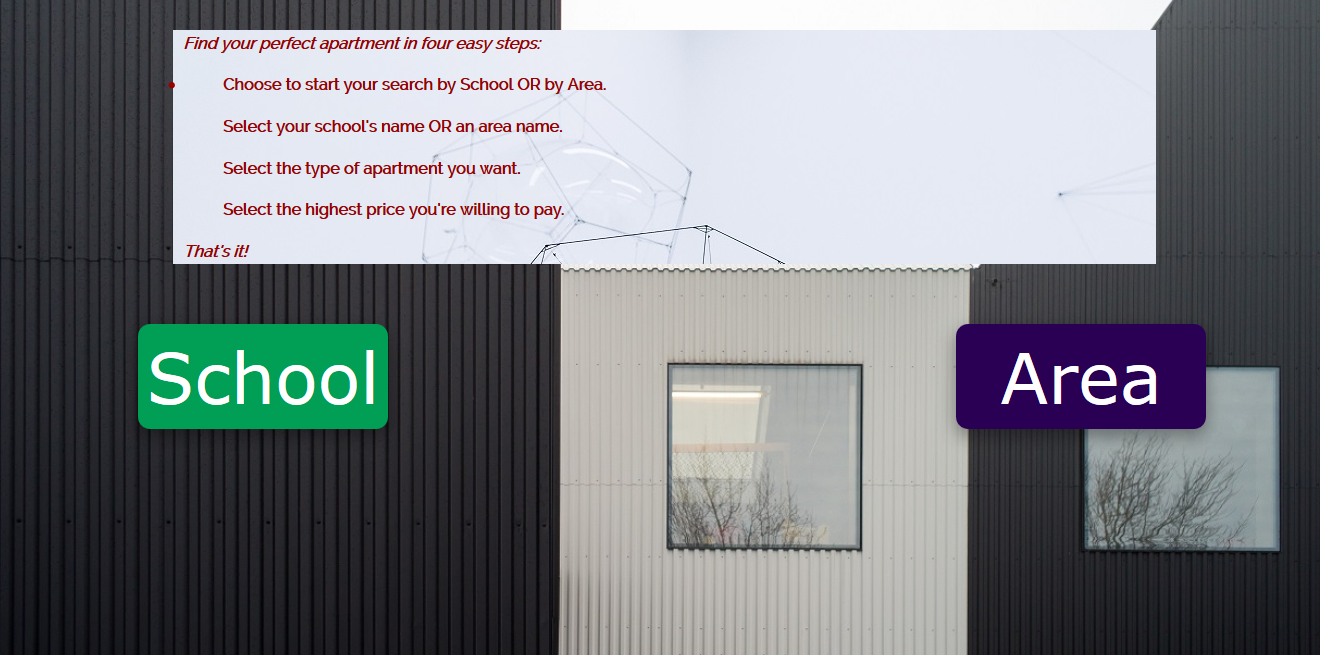 Find your perfect apartment in four easy steps:
Choose to start your search by School OR by Area.
Select your school's name OR an area name.
Select the type of apartment you want.
Select the highest price you're willing to pay.
That's it!
School
Area